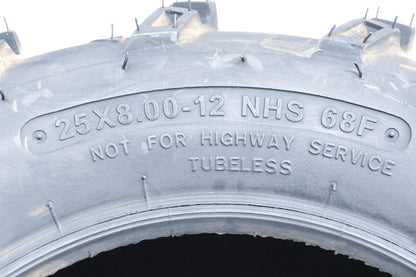 25X8.00-12 NHS 68F
NOT FOR HIGHWAY SERVICE
TUBELESS